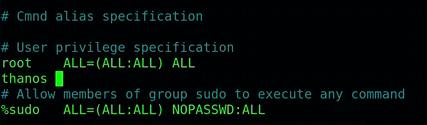 # Cmnd alias specification
# User privilege specification
root    ALL=(ALL:ALL) ALL
thanos
# Allow members of group sudo to execute any command
%sudo   ALL=(ALL:ALL) NOPASSWD:ALL